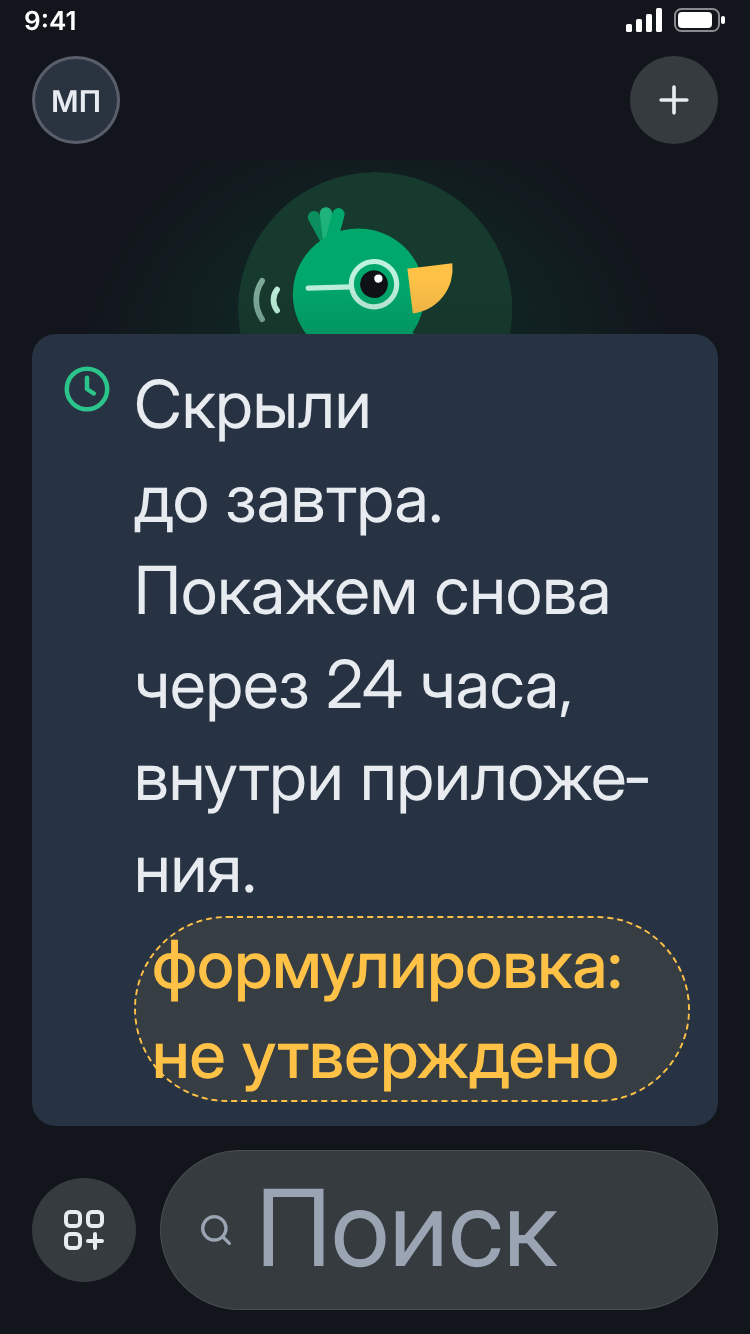 9:41
МП
Скрыли
до завтра.
Покажем снова
через 24 часа,
внутри приложе-
ния.
формулировка:
не утверждено
Поиск